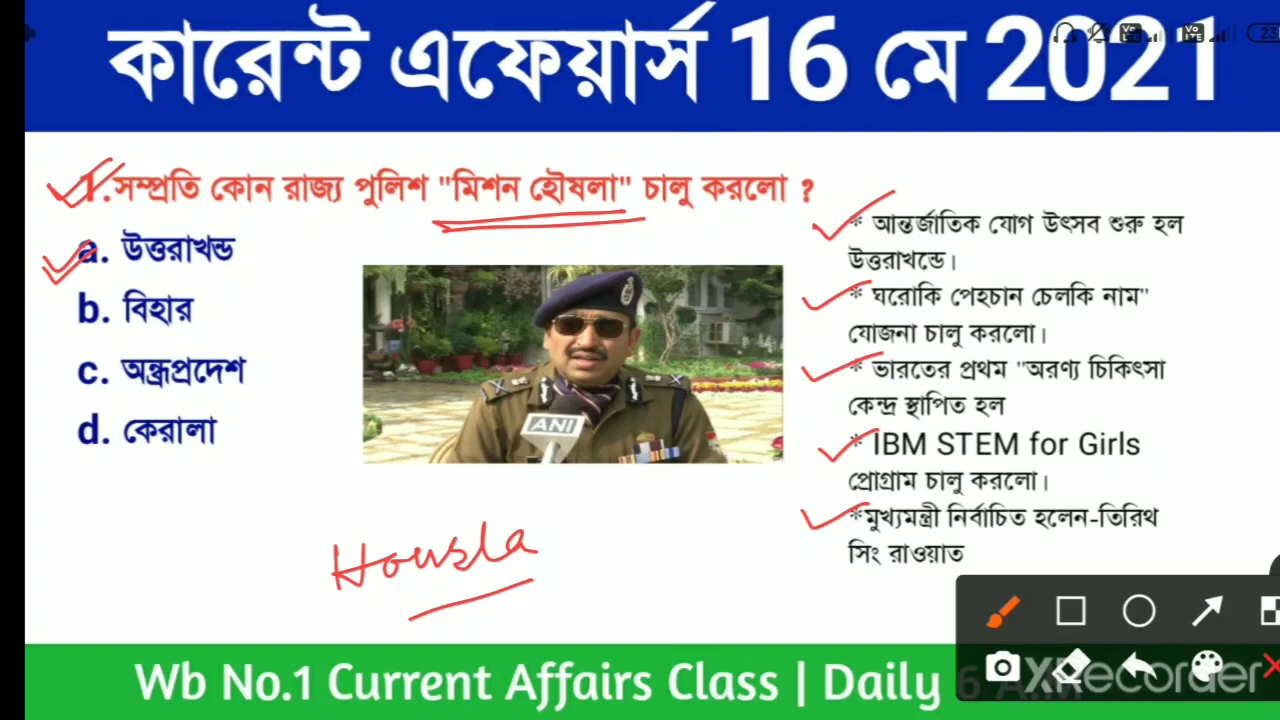 কারেন্ট এফেয়ার্স 16 মে 2021
1. সম্প্রতি কোন রাজ্য পুলিশ "মিশন হৌষলা" চালু করলো ?
a. উত্তরাখন্ড
b. বিহার
c. অন্ধ্রপ্রদেশ
d. কেরালা
ANI
Housla
* আন্তর্জাতিক যোগ উৎসব শুরু হল
উত্তরাখন্ডে।
* ঘরোকি পেহচান চেলকি নাম"
যোজনা চালু করলো।
* ভারতের প্রথম "অরণ্য চিকিৎসা
কেন্দ্র স্থাপিত হল
* IBM STEM for Girls
প্রোগ্রাম চালু করলো।
*মুখ্যমন্ত্রী নির্বাচিত হলেন-তিরিথ
সিং রাওয়াত
Wb No.1 Current Affairs Class | Daily 6
XRecorder